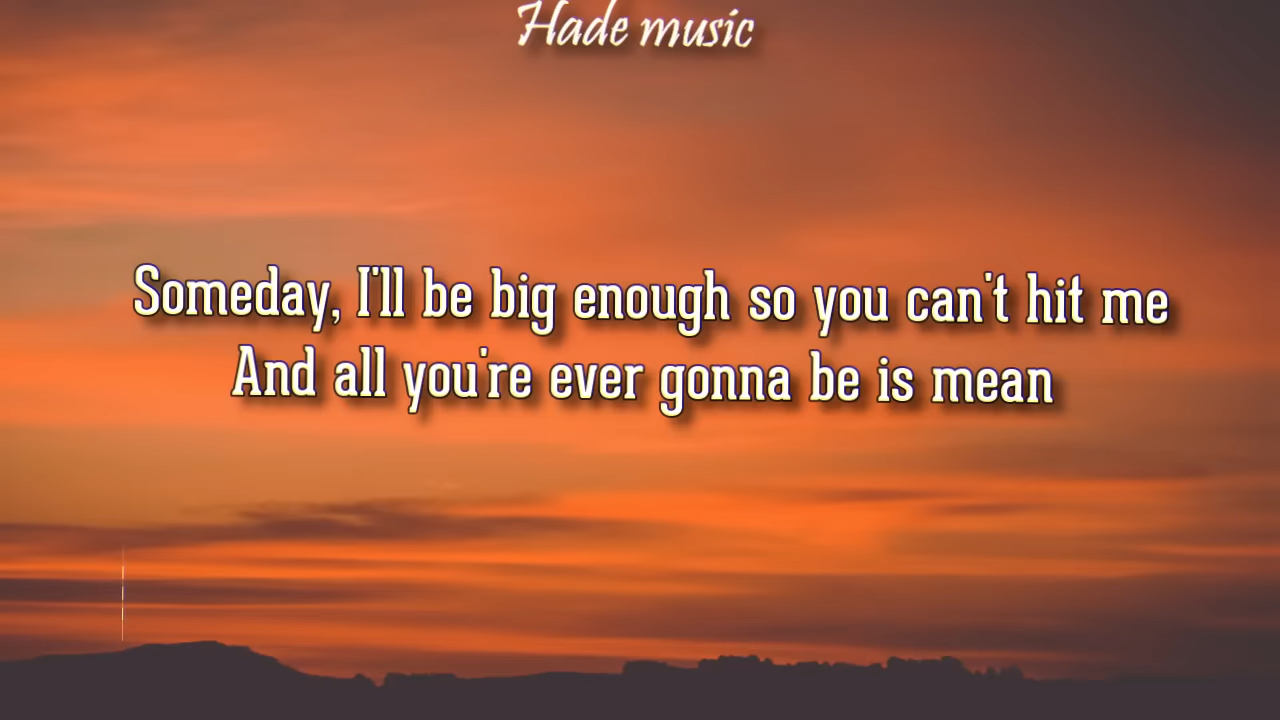 Hade music
Someday, I'll be big enough so you can't hit me
And all you're ever gonna be is mean